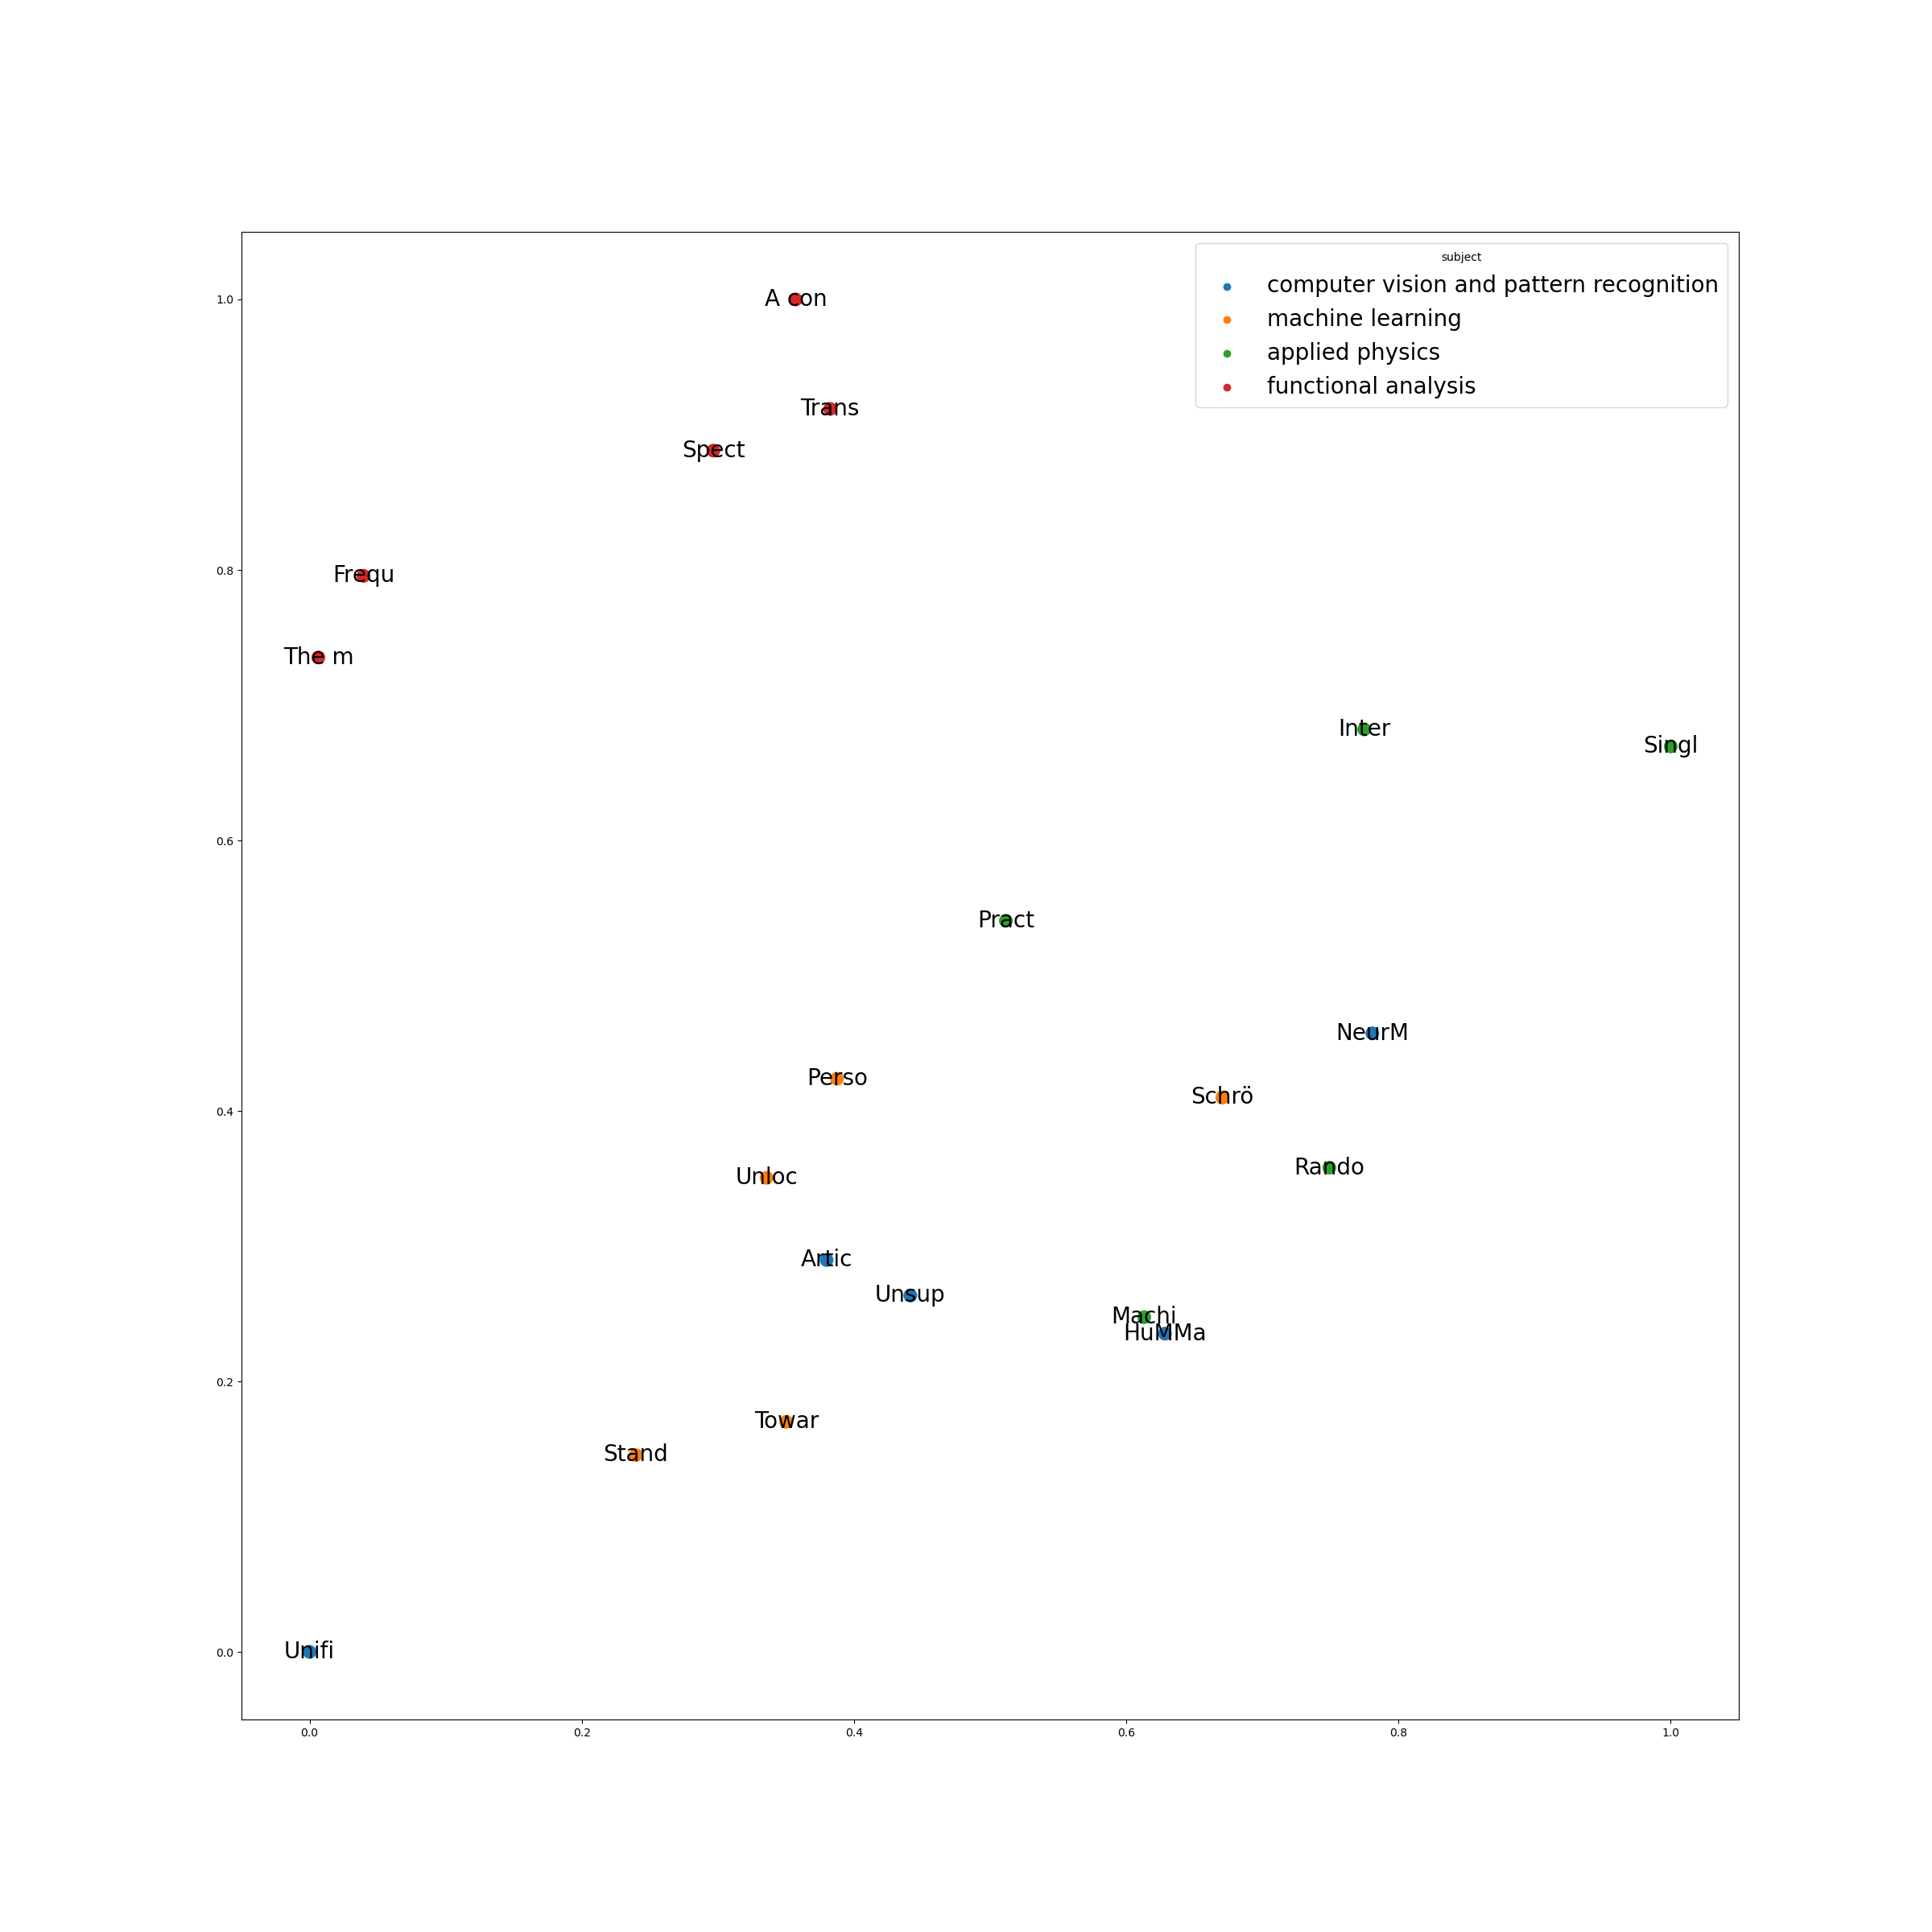 subject
computer vision and pattern recognition
machine learning
applied physics
functional analysis
1.0
A con
Trans
Spect
0.8
Frequ
The m
Inter
Singl
0.6
Pract
NeurM
Perso
0.4
Schrö
Rando
Unloc
Artic
Unsup
Machi
HuMMa
0.2
Towar
Stand
0.0
Unifi
0.0 0.2 0.4 0.6 0.8 1.0